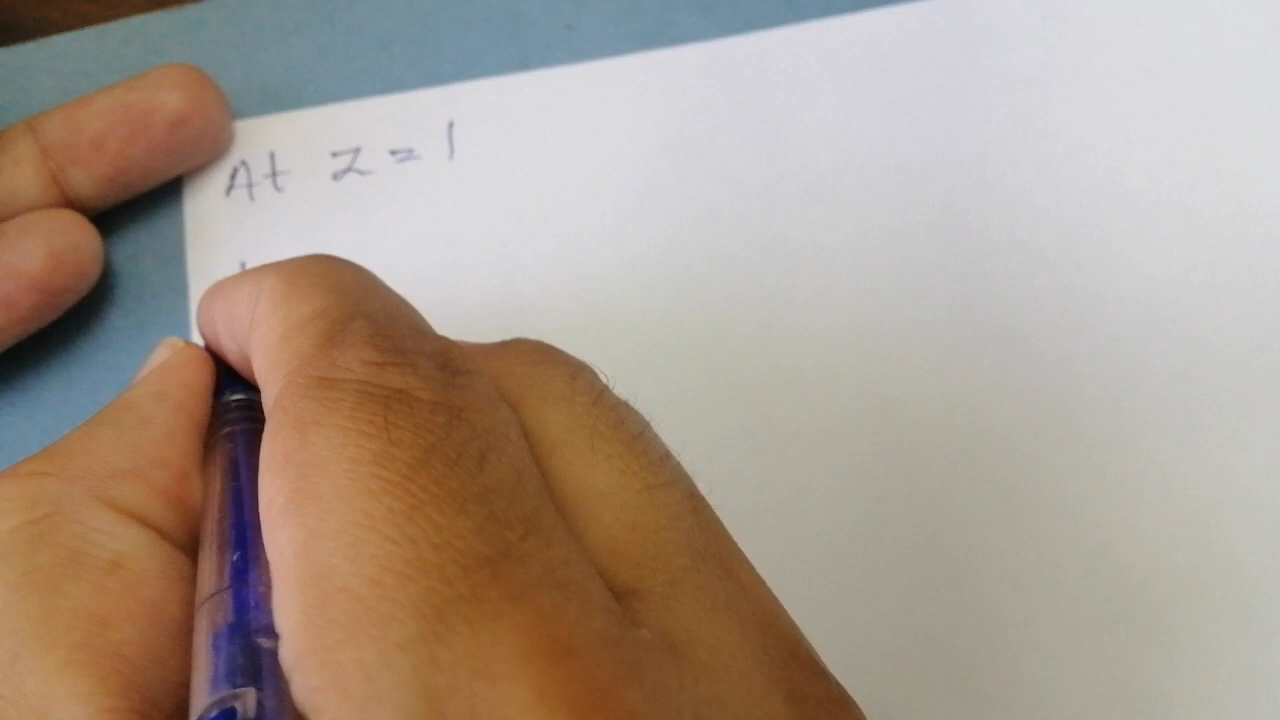 At z = 1